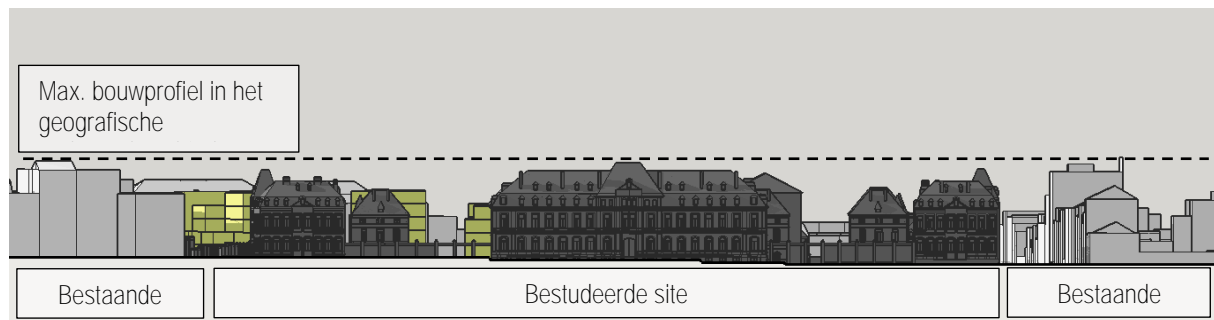 Max. bouwprofiel in het
geografische
Bestaande
Bestudeerde site
Bestaande